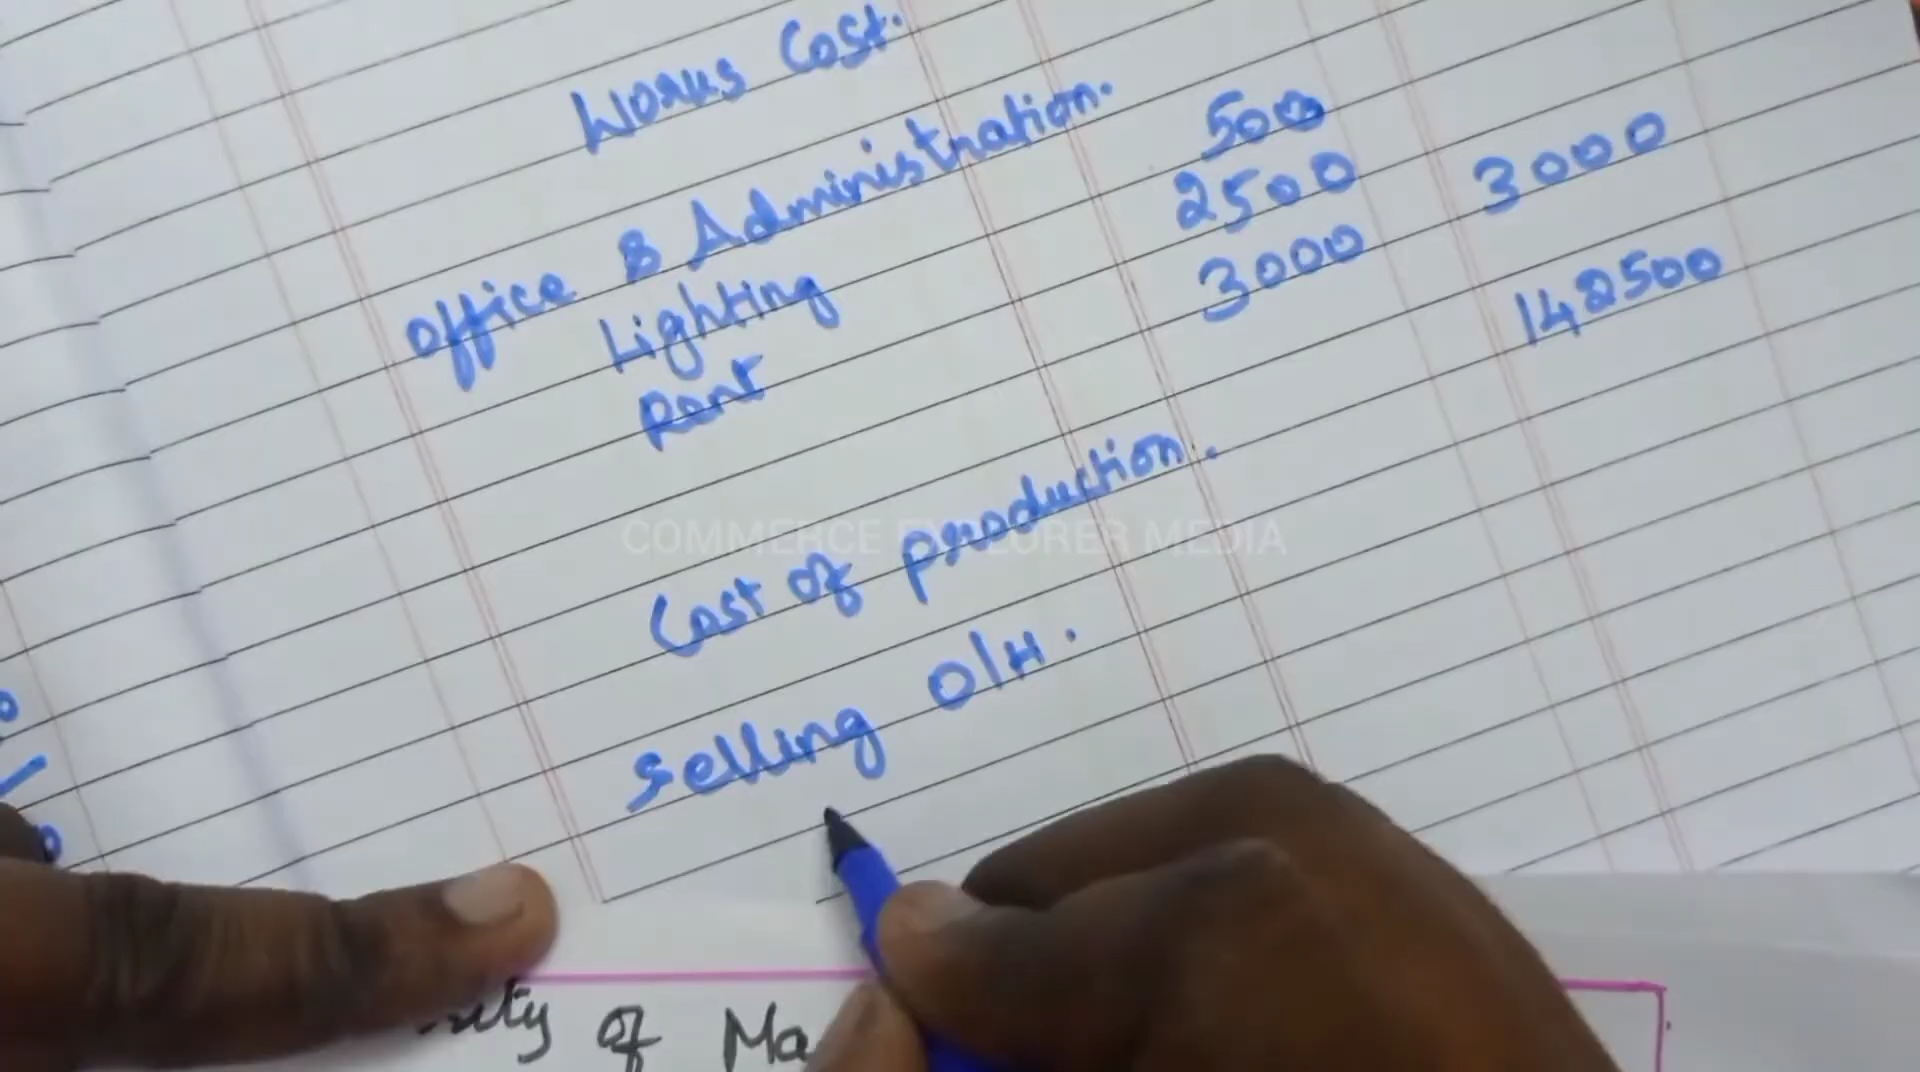 Works Cost.
Office & Administration.
Lighting 500
Rent 2500 3000
3000
142500
Cost of production.
Selling O/H.
COMMERCE EXPLORER MEDIA
of Ma